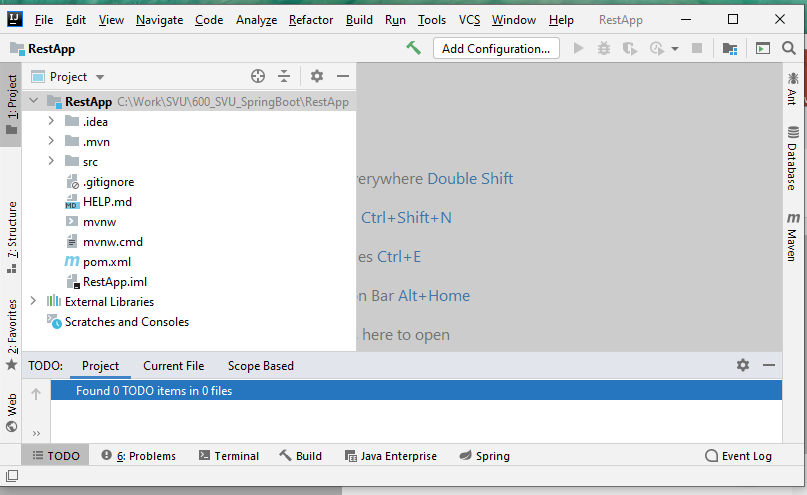 IJ File Edit View Navigate Code Analyze Refactor Build Run Tools VCS Window Help RestApp
RestApp Add Configuration...
1: Project
Project
RestApp C:\Work\SVU\600_SVU_SpringBoot\RestApp
.idea
.mvn
src
.gitignore
MD HELP.md
mvnw
mvnw.cmd
m pom.xml
RestApp.iml
External Libraries
Scratches and Consoles
7: Structure
2: Favorites
Web
erywhere Double Shift
Ctrl+Shift+N
es Ctrl+E
n Bar Alt+Home
here to open
Ant
Database
m Maven
TODO: Project Current File Scope Based
Found 0 TODO items in 0 files
TODO 6: Problems Terminal Build Java Enterprise Spring Event Log